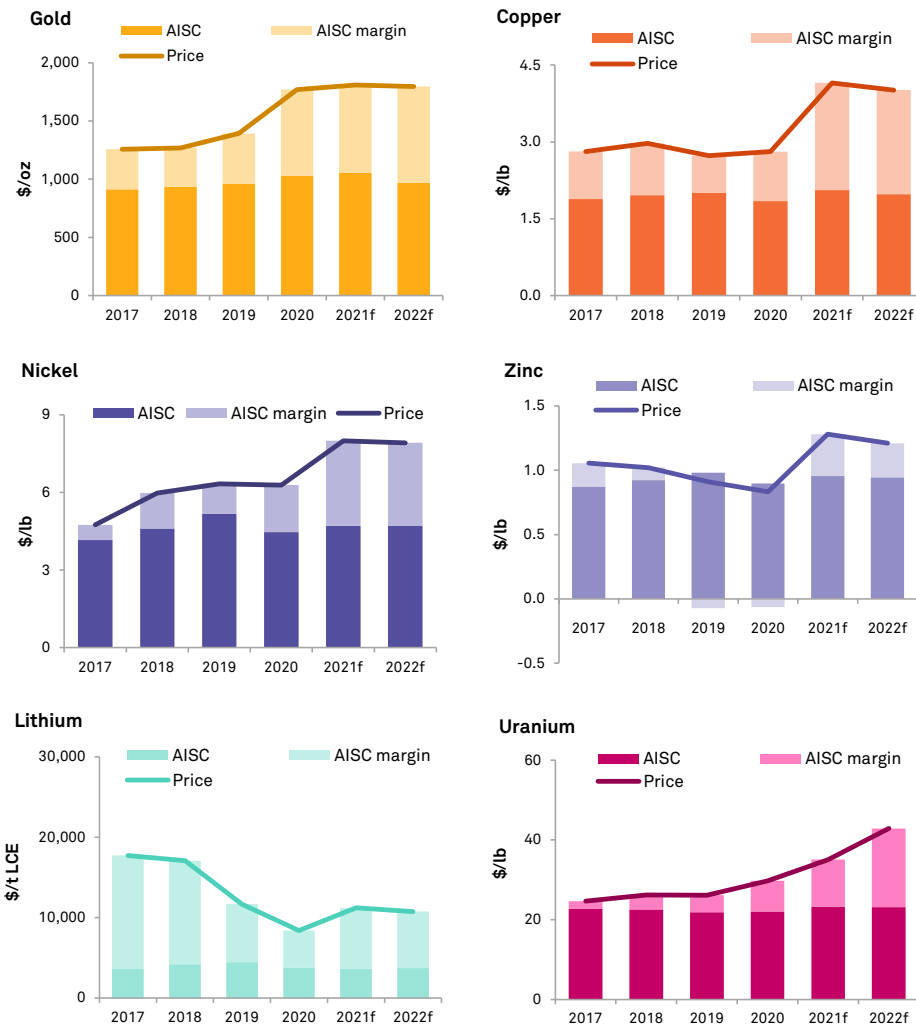 Gold
AISC
AISC margin
Price
2,000
1,500
1,000
500
0
$/oz
2017 2018 2019 2020 2021f 2022f
Copper
AISC
AISC margin
Price
4.5
3.0
1.5
0.0
$/lb
2017 2018 2019 2020 2021f 2022f
Nickel
AISC AISC margin Price
9
6
3
0
$/lb
2017 2018 2019 2020 2021f 2022f
Zinc
AISC
AISC margin
Price
1.5
1.0
0.5
0.0
-0.5
$/lb
2017 2018 2019 2020 2021f 2022f
Lithium
AISC
AISC margin
Price
30,000
20,000
10,000
0
$/t LCE
2017 2018 2019 2020 2021f 2022f
Uranium
AISC
AISC margin
Price
60
40
20
0
$/lb
2017 2018 2019 2020 2021f 2022f